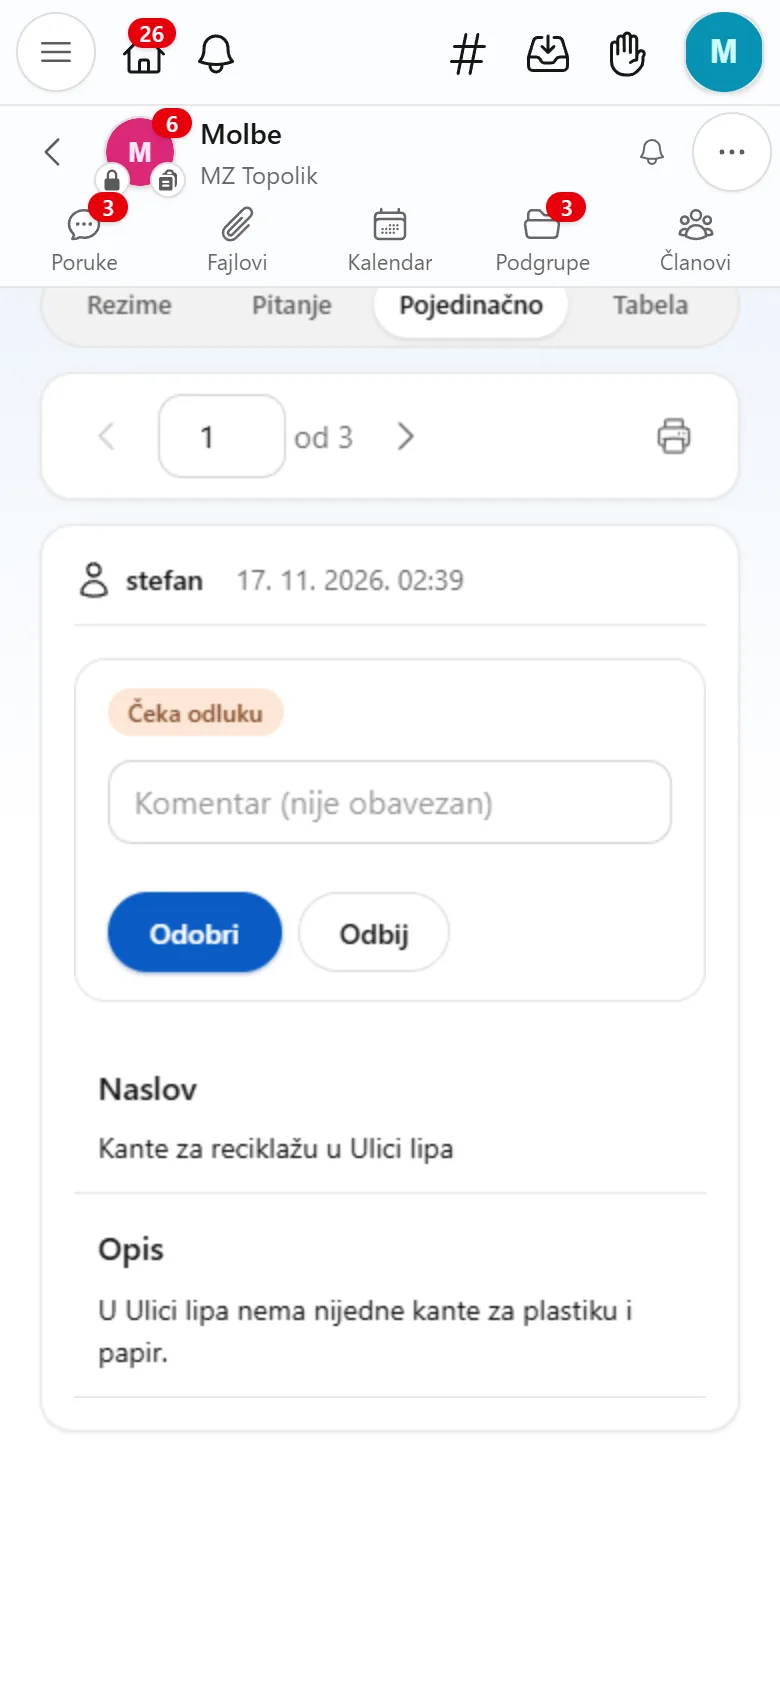 26
M
6
M
Molbe
MZ Topolik
3
Poruke
Fajlovi
Kalendar
3
Podgrupe
Članovi
Rezime
Pitanje
Pojedinačno
Tabela
1
od 3
stefan
17. 11. 2026. 02:39
Čeka odluku
Komentar (nije obavezan)
Odobri
Odbij
Naslov
Kante za reciklažu u Ulici lipa
Opis
U Ulici lipa nema nijedne kante za plastiku i
papir.